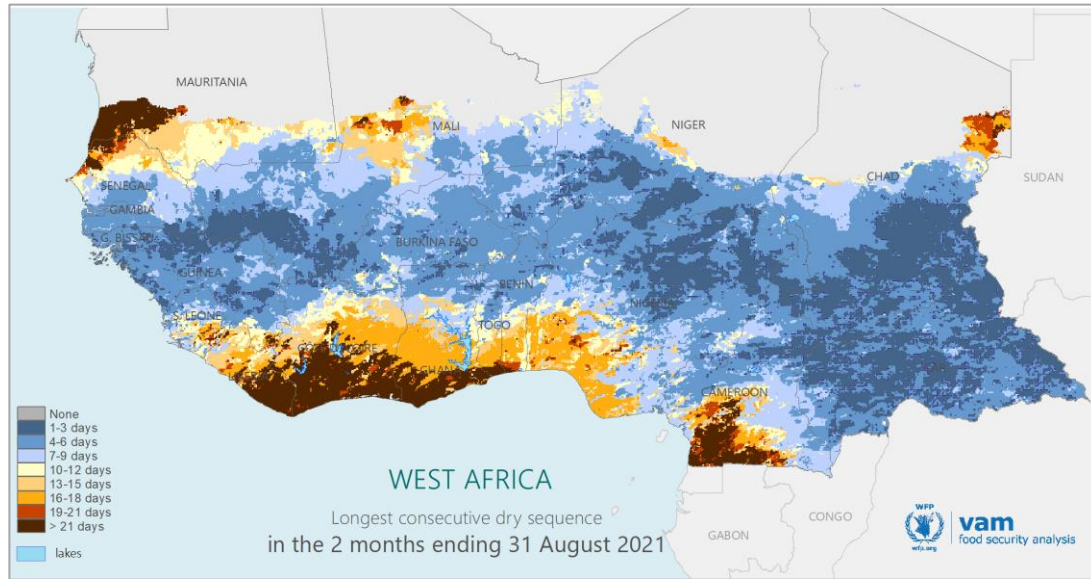 MAURITANIA
MALI
NIGER
CHAD
SUDAN
SENEGAL
GAMBIA
G. BISSAU
BURKINA FASO
GUINEA
BENIN
NIGERIA
S. LEONE
TOGO
GHANA
CAMEROON
GABON
CONGO
None
1-3 days
4-6 days
7-9 days
10-12 days
13-15 days
16-18 days
19-21 days
> 21 days
lakes
WEST AFRICA
Longest consecutive dry sequence
in the 2 months ending 31 August 2021
WFP
wfp.org
vam
food security analysis